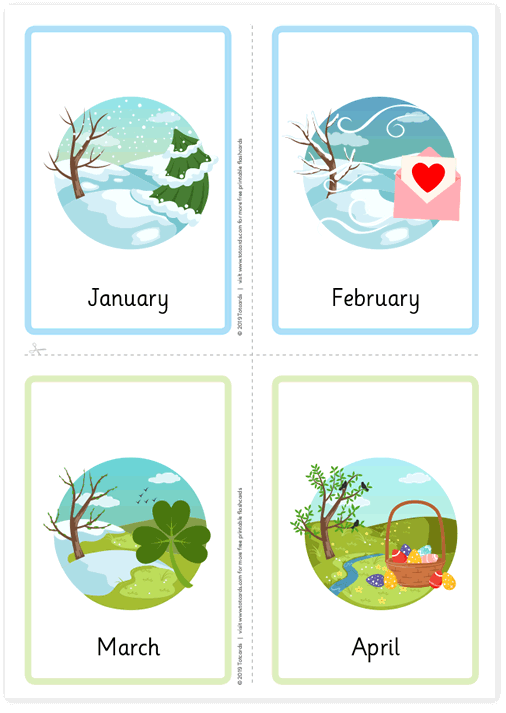 January
© 2019 Totcards | visit www.totcards.com for more free printable flashcards
February
March
© 2019 Totcards | visit www.totcards.com for more free printable flashcards
April